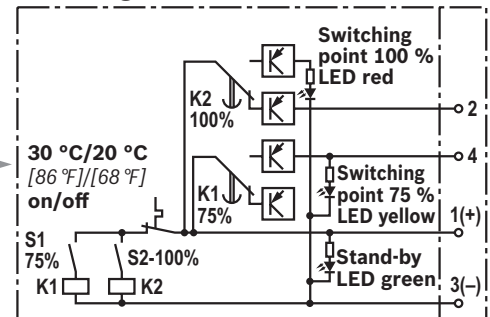 Switching
point 100 %
LED red
K2
100%
2
4
30 °C/20 °C
[86 °F]/[68 °F]
on/off
K1
75%
Switching
point 75 %
LED yellow
1(+)
S1
75%
S2-100%
Stand-by
LED green
K1
K2
3(–)